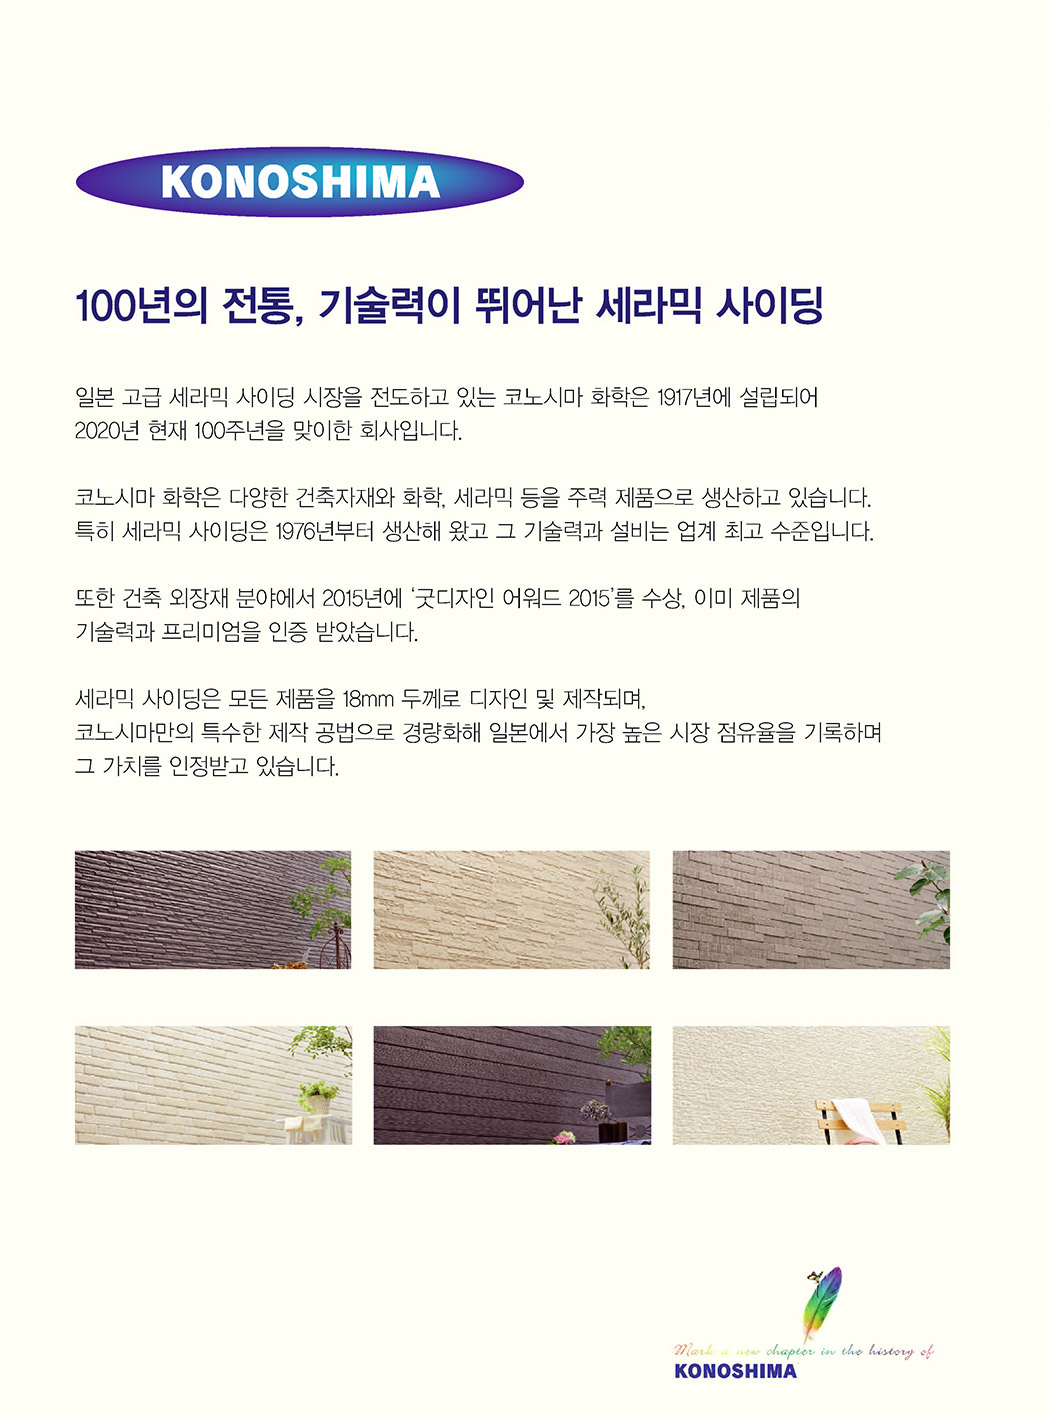 KONOSHIMA
100년의 전통, 기술력이 뛰어난 세라믹 사이딩
일본 고급 세라믹 사이딩 시장을 전도하고 있는 코노시마 화학은 1917년에 설립되어
2020년 현재 100주년을 맞이한 회사입니다.
코노시마 화학은 다양한 건축자재와 화학, 세라믹 등을 주력 제품으로 생산하고 있습니다.
특히 세라믹 사이딩은 1976년부터 생산해 왔고 그 기술력과 설비는 업계 최고 수준입니다.
또한 건축 외장재 분야에서 2015년에 ‘굿디자인 어워드 2015’를 수상, 이미 제품의
기술력과 프리미엄을 인증 받았습니다.
세라믹 사이딩은 모든 제품을 18mm 두께로 디자인 및 제작되며,
코노시마만의 특수한 제작 공법으로 경량화해 일본에서 가장 높은 시장 점유율을 기록하며
그 가치를 인정받고 있습니다.
Mark a new chapter in the history of
KONOSHIMA